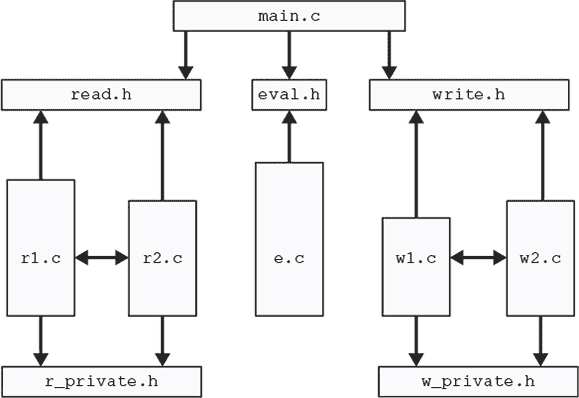 main.c
read.h
eval.h
write.h
r1.c
r2.c
e.c
w1.c
w2.c
r_private.h
w_private.h